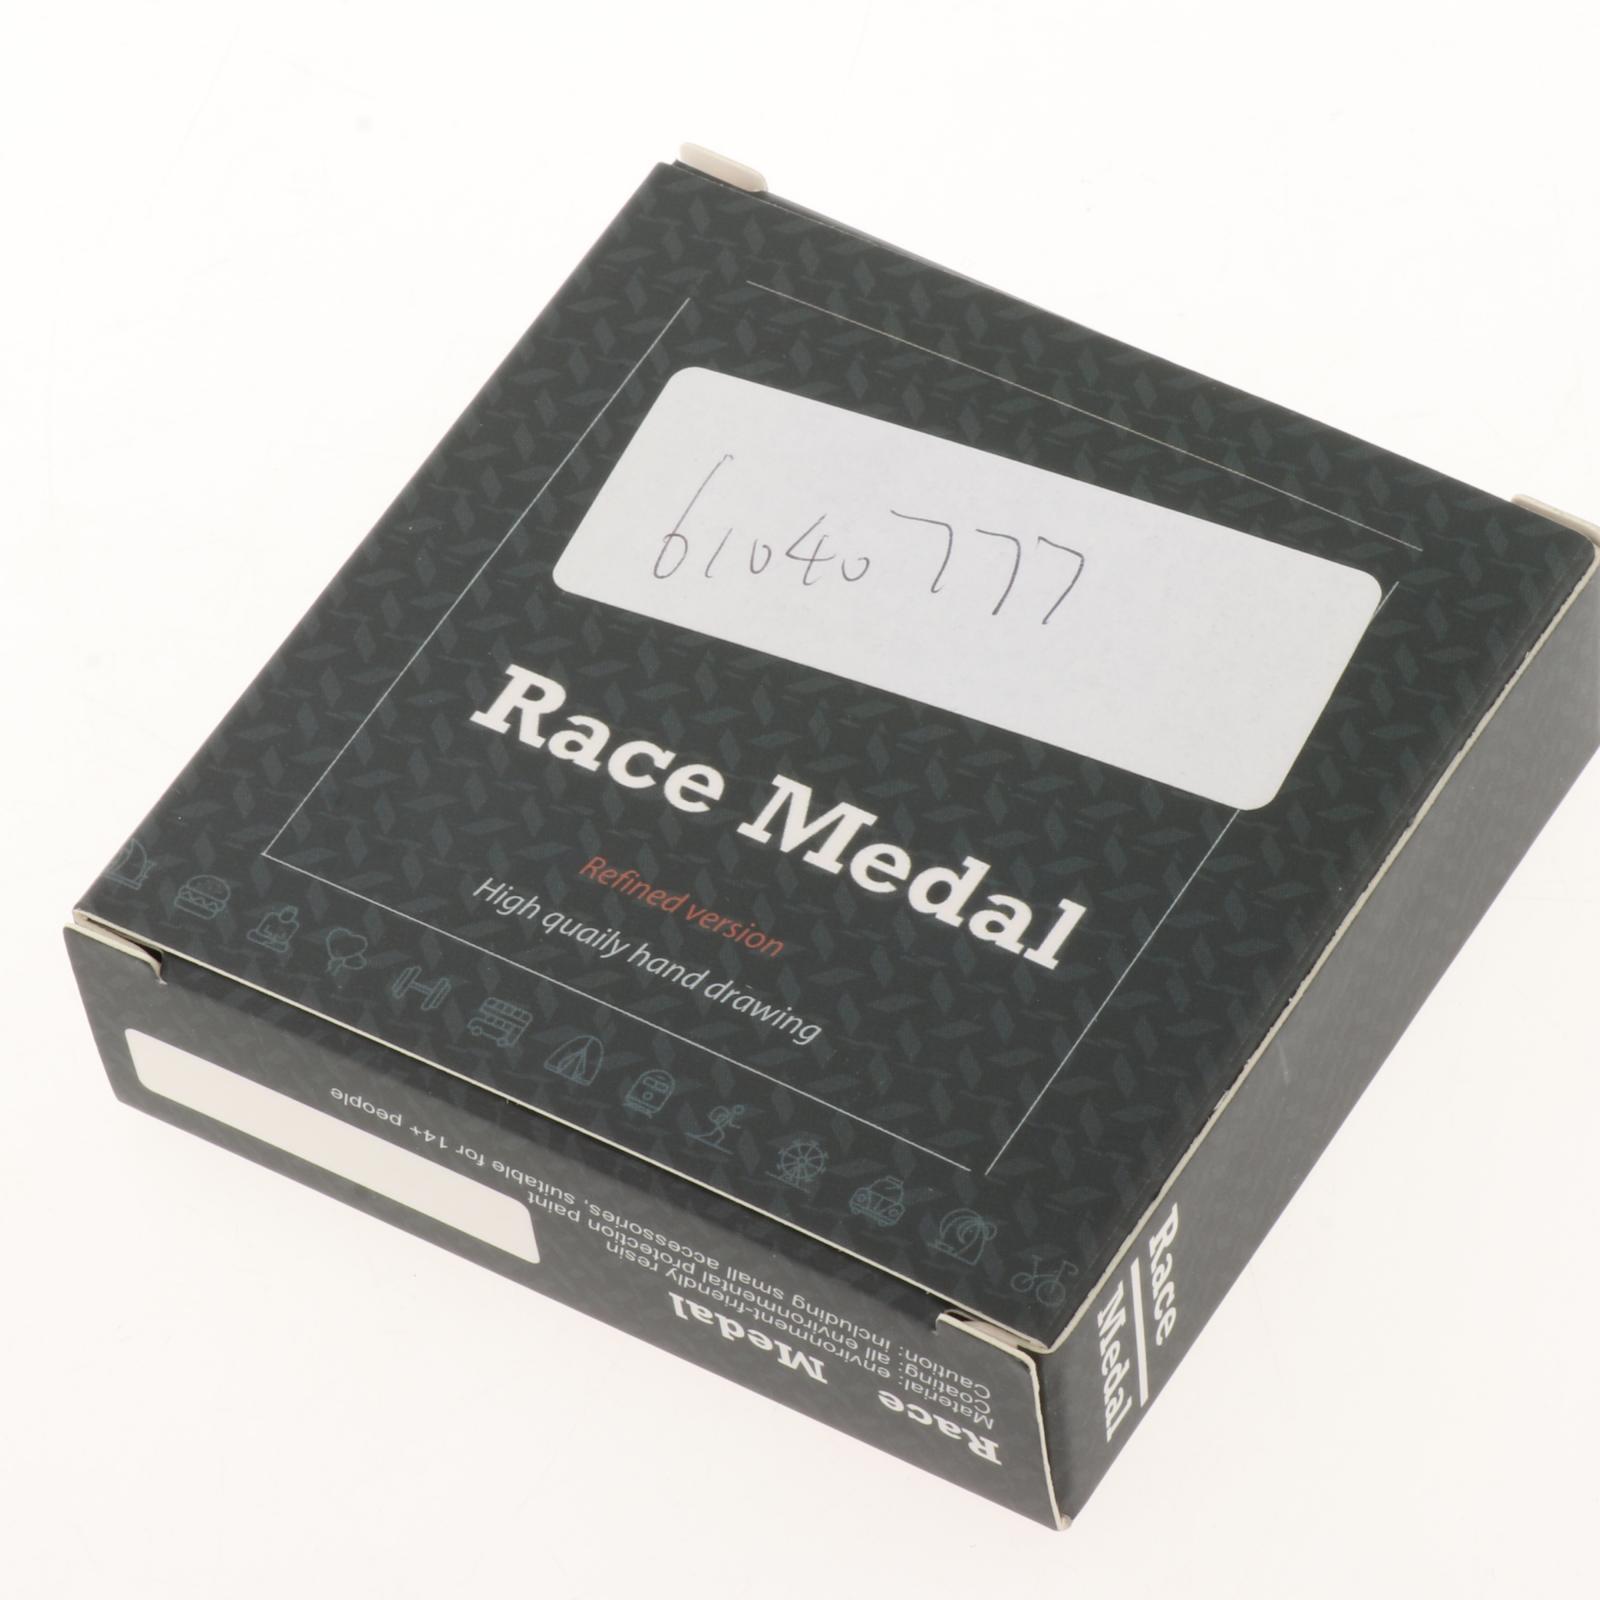 61040777
Race Medal
Refined version
High quaily hand drawing
Race Medal
Material: environment-friendly resin
Coating: all environmental protection paint
Caution: including small accessories, suitable for 14+ people
Race
Medal